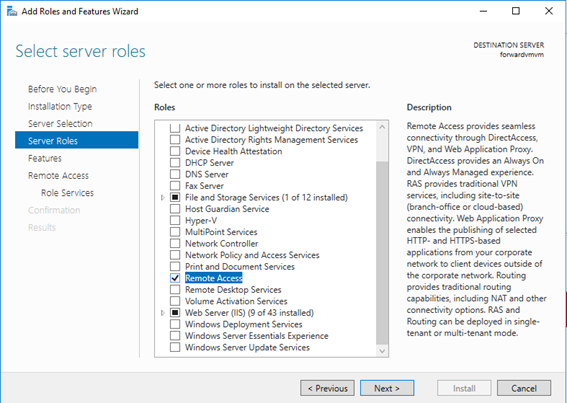 Add Roles and Features Wizard
Select server roles
DESTINATION SERVER
forwardvmvm
Before You Begin
Installation Type
Server Selection
Server Roles
Features
Remote Access
Role Services
Confirmation
Results
Select one or more roles to install on the selected server.
Roles
Active Directory Lightweight Directory Services
Active Directory Rights Management Services
Device Health Attestation
DHCP Server
DNS Server
Fax Server
File and Storage Services (1 of 12 installed)
Host Guardian Service
Hyper-V
MultiPoint Services
Network Controller
Network Policy and Access Services
Print and Document Services
Remote Access
Remote Desktop Services
Volume Activation Services
Web Server (IIS) (9 of 43 installed)
Windows Deployment Services
Windows Server Essentials Experience
Windows Server Update Services
Description
Remote Access provides seamless
connectivity through DirectAccess,
VPN, and Web Application Proxy.
DirectAccess provides an Always On
and Always Managed experience.
RAS provides traditional VPN
services, including site-to-site
(branch-office or cloud-based)
connectivity. Web Application Proxy
enables the publishing of selected
HTTP- and HTTPS-based
applications from your corporate
network to client devices outside of
the corporate network. Routing
provides traditional routing
capabilities, including NAT and other
connectivity options. RAS and
Routing can be deployed in single-
tenant or multi-tenant mode.
< Previous
Next >
Install
Cancel